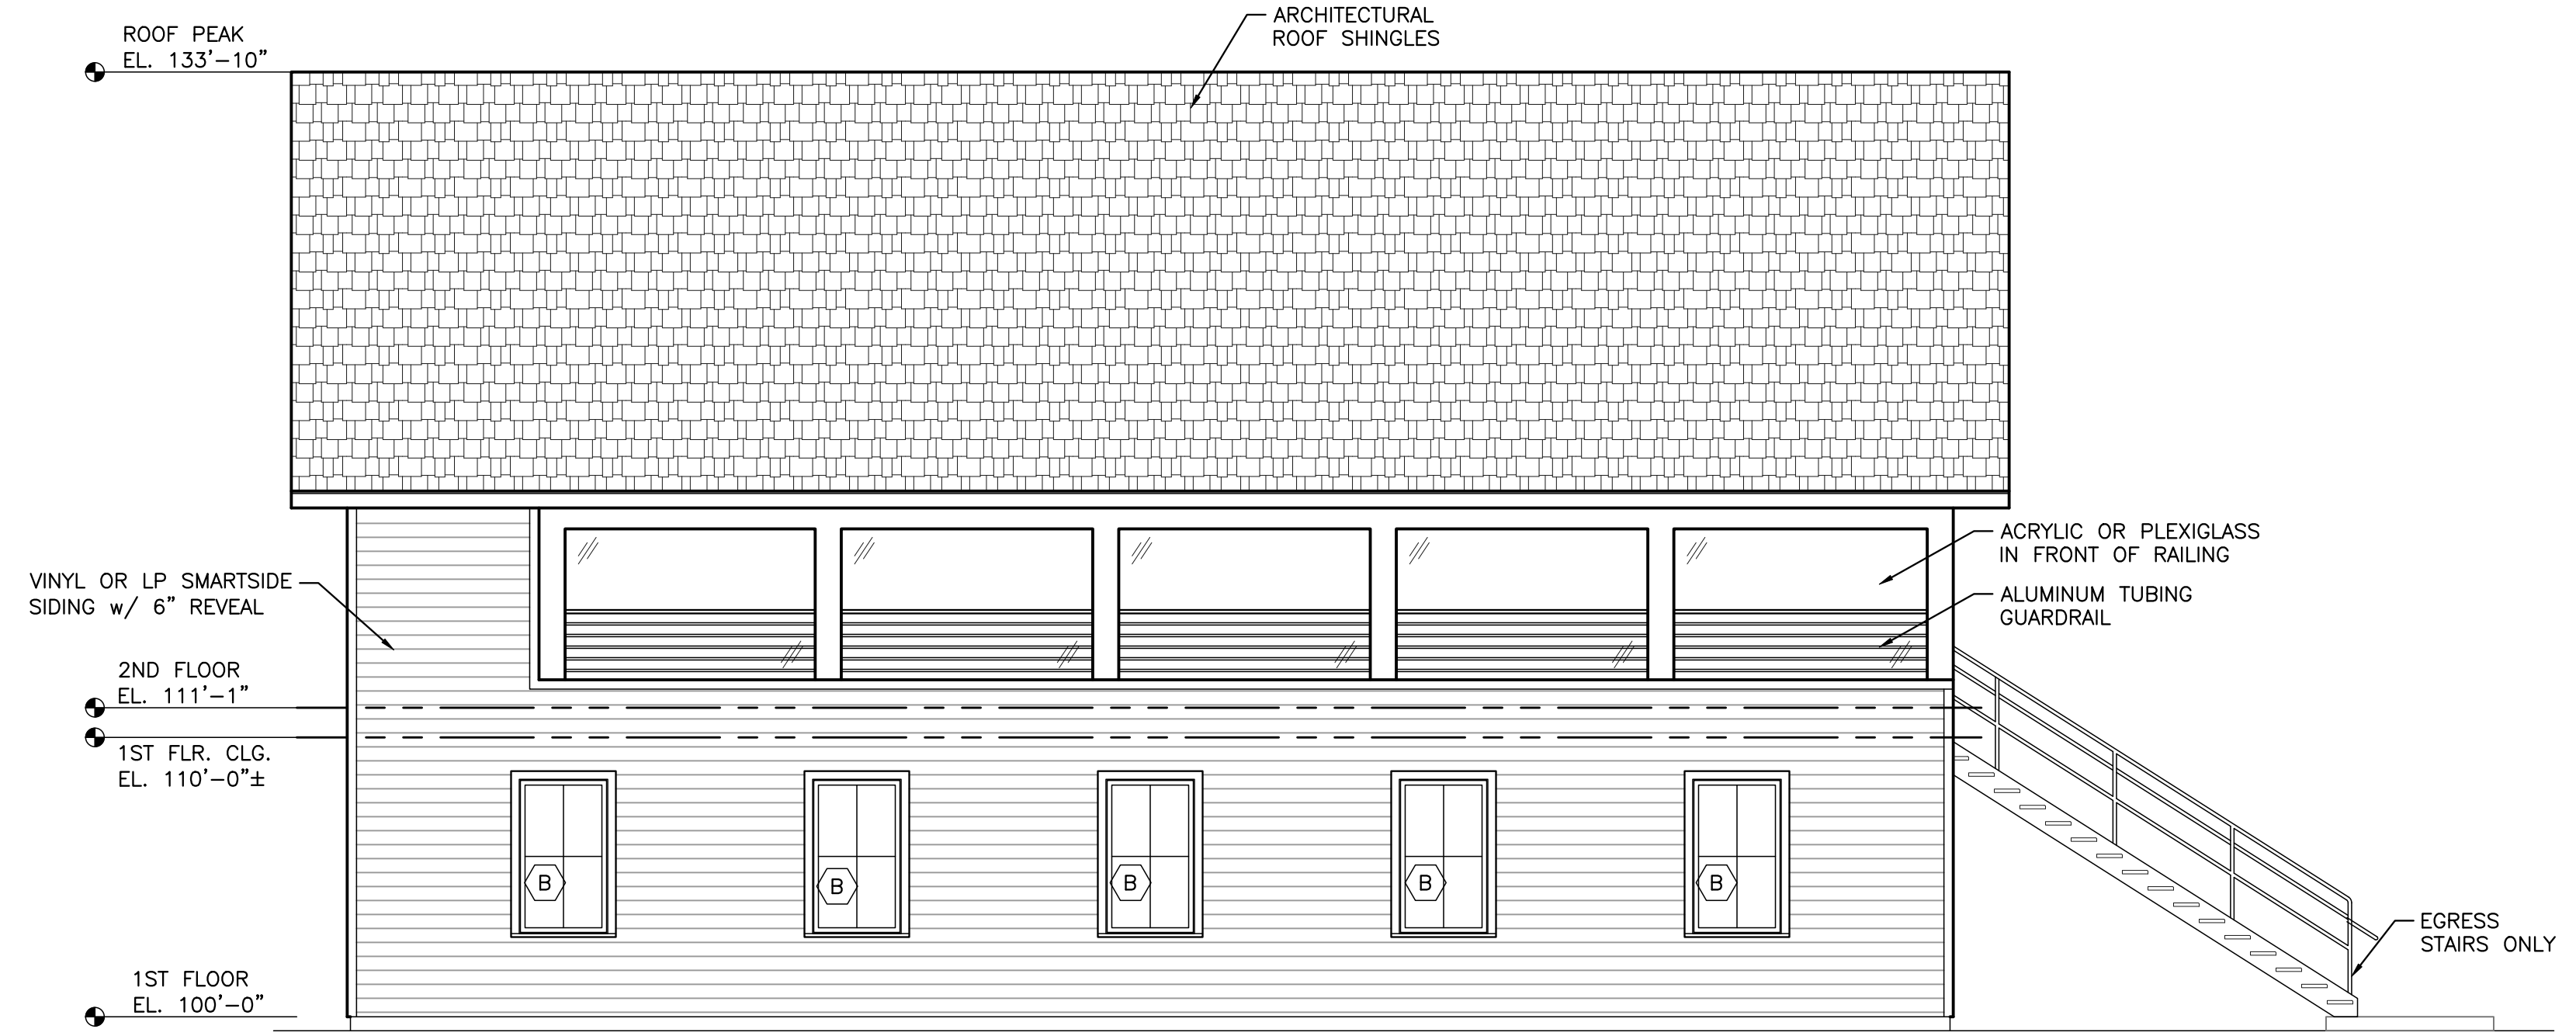 ROOF PEAK
EL. 133'-10"
ARCHITECTURAL
ROOF SHINGLES
VINYL OR LP SMARTSIDE
SIDING w/ 6" REVEAL
ACRYLIC OR PLEXIGLASS
IN FRONT OF RAILING
ALUMINUM TUBING
GUARDRAIL
2ND FLOOR
EL. 111'-1"
1ST FLR. CLG.
EL. 110'-0"±
B
B
B
B
B
EGRESS
STAIRS ONLY
1ST FLOOR
EL. 100'-0"